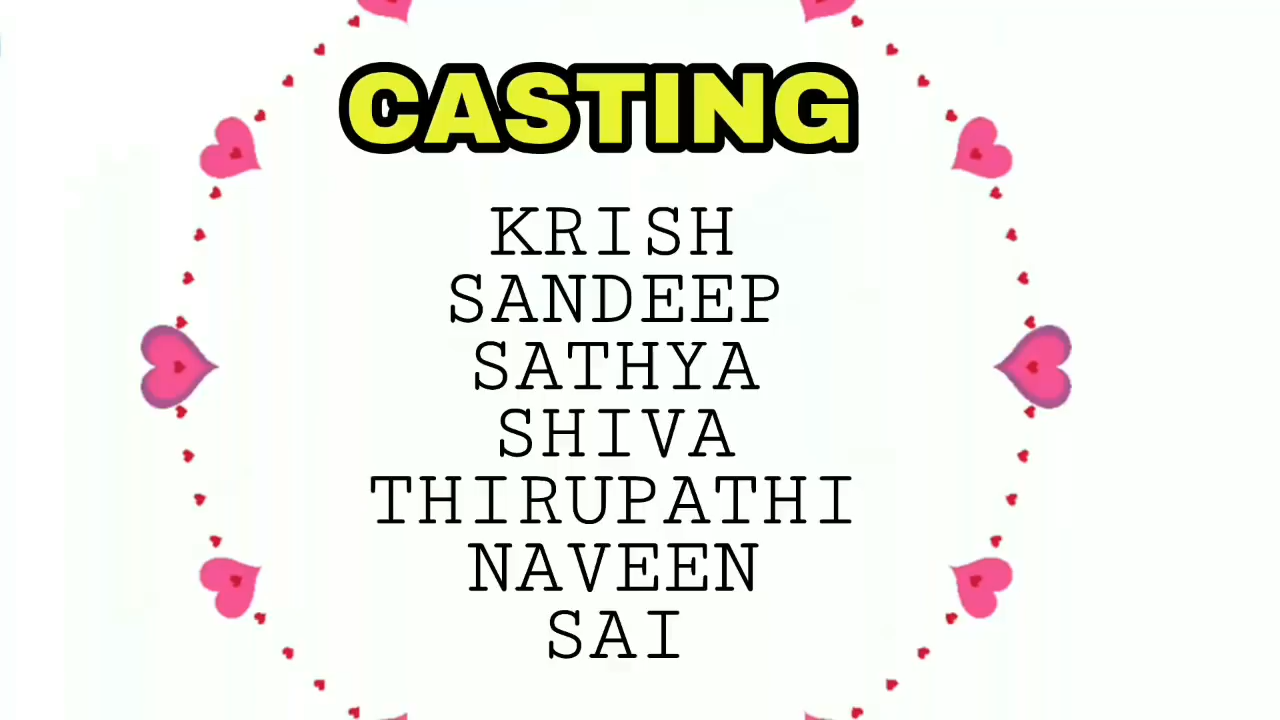 CASTING
KRISH
SANDEEP
SATHYA
SHIVA
THIRUPATHI
NAVEEN
SAI